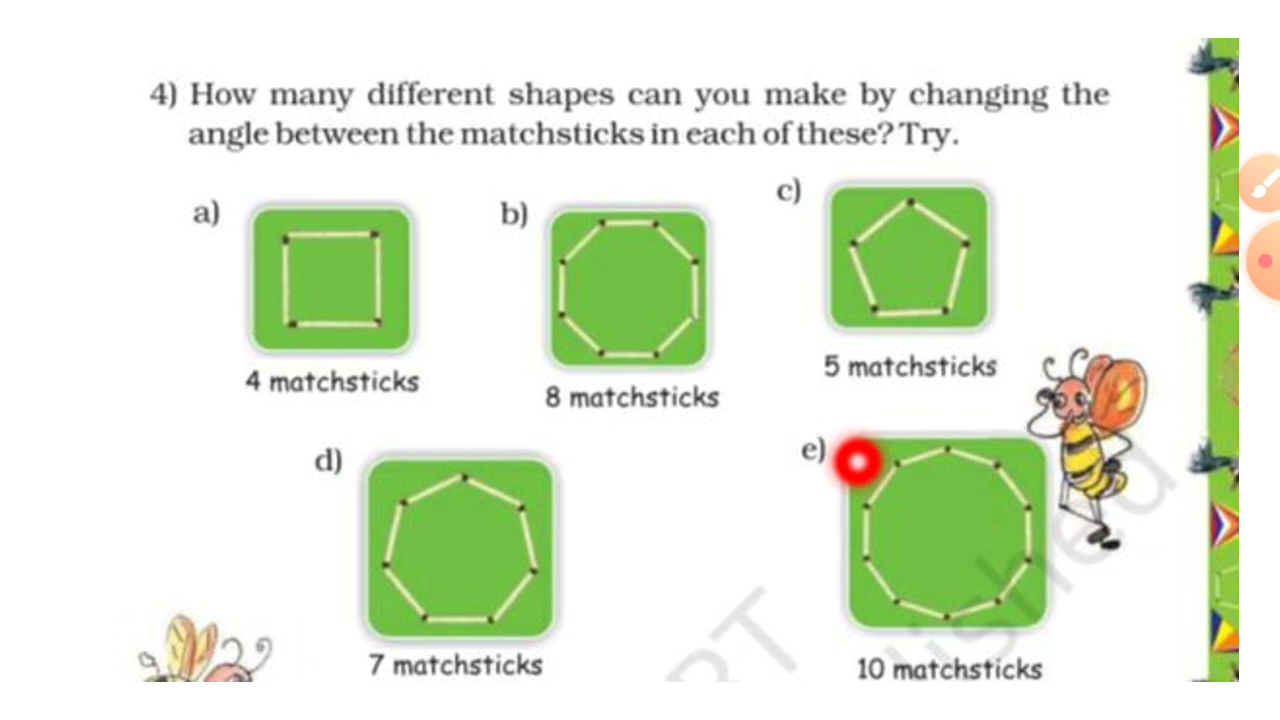 4) How many different shapes can you make by changing the
angle between the matchsticks in each of these? Try.
a)
b)
c)
4 matchsticks
8 matchsticks
5 matchsticks
d)
e)
7 matchsticks
10 matchsticks